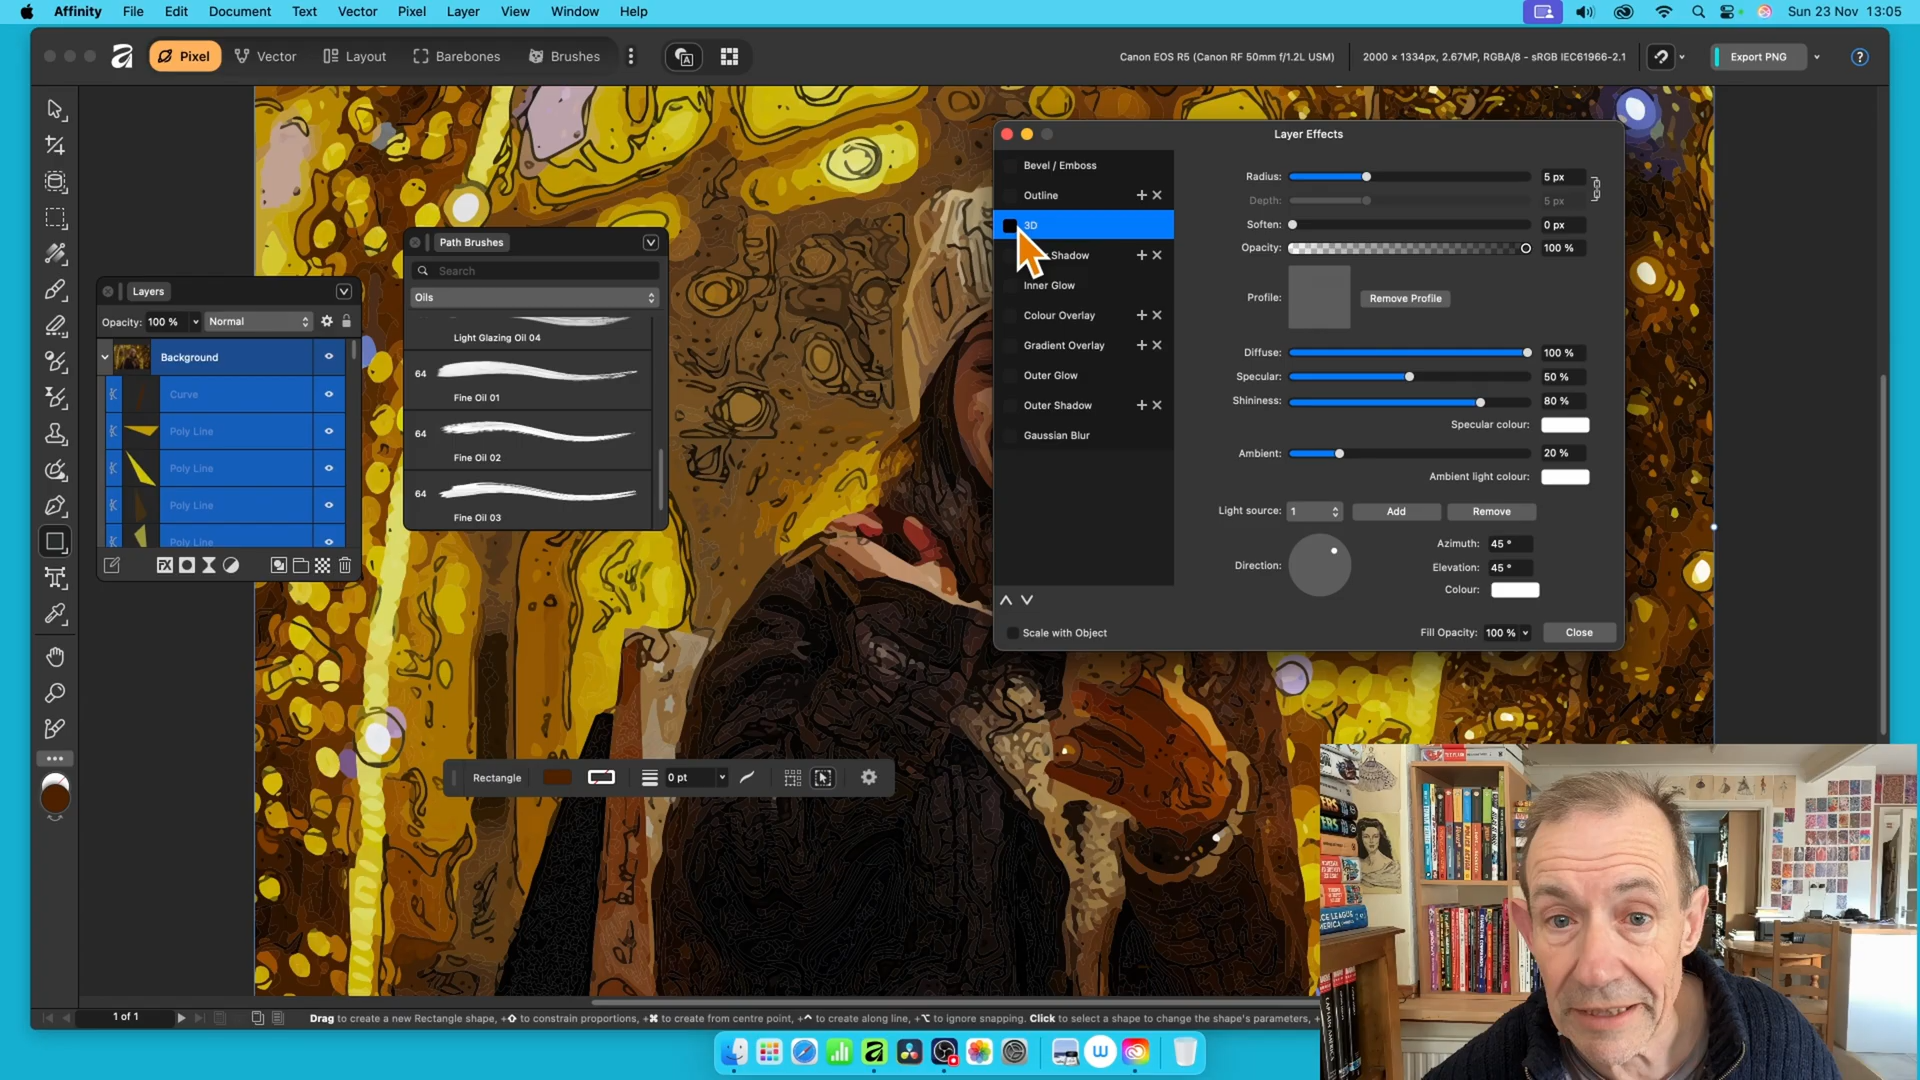 Affinity File Edit Document Text Vector Pixel Layer View Window Help
Sun 23 Nov 13:05
Pixel Vector Layout Barebones Brushes
Canon EOS R5 (Canon RF 50mm f/1.2L USM)
2000 × 1334px, 2.67MP, RGBA/8 - sRGB IEC61966-2.1
Export PNG
?
Layers
Opacity: 100 % Normal
Background
Curve
Poly Line
Poly Line
Poly Line
Poly Line
FX
Path Brushes
Search
Oils
Light Glazing Oil 04
64
Fine Oil 01
64
Fine Oil 02
64
Fine Oil 03
Layer Effects
Bevel / Emboss
Outline
3D
Shadow
Inner Glow
Colour Overlay
Gradient Overlay
Outer Glow
Outer Shadow
Gaussian Blur
Scale with Object
Radius: 5 px
Depth: 5 px
Soften: 0 px
Opacity: 100 %
Profile: Remove Profile
Diffuse: 100 %
Specular: 50 %
Shininess: 80 %
Specular colour:
Ambient: 20 %
Ambient light colour:
Light source: 1 Add Remove
Direction:
Azimuth: 45 °
Elevation: 45 °
Colour:
Fill Opacity: 100 % Close
Rectangle 0 pt
1 of 1
Drag to create a new Rectangle shape, +⇧ to constrain proportions, +⌘ to create from centre point, +⌃ to create along line, +⌥ to ignore snapping. Click to select a shape to change the shape's parameters, +